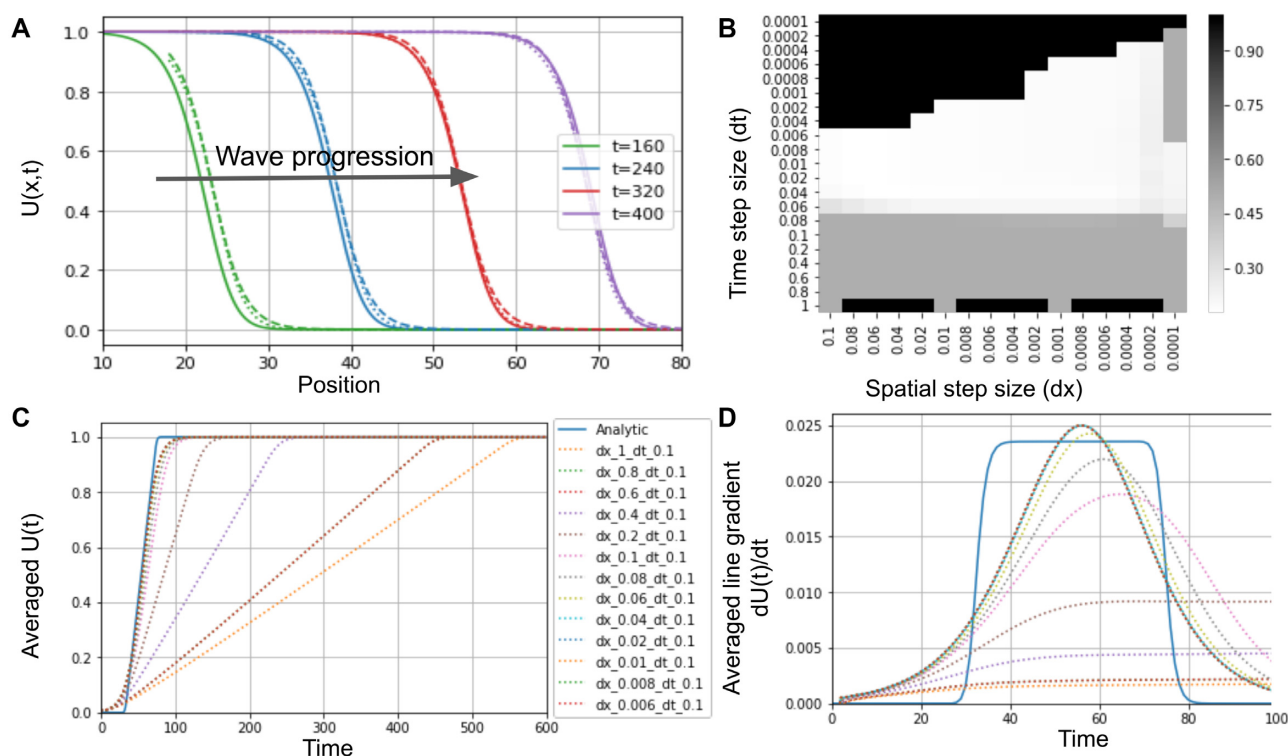 A
1.0
0.8
0.6
0.4
0.2
0.0
U(x,t)
Wave progression
t=160
t=240
t=320
t=400
10 20 30 40 50 60 70 80
Position
B
0.0001
0.0002
0.0004
0.0006
0.0008
0.001
0.002
0.004
0.006
0.008
0.01
0.02
0.04
0.06
0.08
0.1
0.2
0.4
0.6
0.8
1
Time step size (dt)
0.1 0.08 0.06 0.04 0.02 0.01 0.008 0.006 0.004 0.002 0.001 0.0008 0.0006 0.0004 0.0002 0.0001
Spatial step size (dx)
0.90
0.75
0.60
0.45
0.30
C
1.0
0.8
0.6
0.4
0.2
0.0
Averaged U(t)
0 100 200 300 400 500 600
Time
Analytic
dx_1_dt_0.1
dx_0.8_dt_0.1
dx_0.6_dt_0.1
dx_0.4_dt_0.1
dx_0.2_dt_0.1
dx_0.1_dt_0.1
dx_0.08_dt_0.1
dx_0.06_dt_0.1
dx_0.04_dt_0.1
dx_0.02_dt_0.1
dx_0.01_dt_0.1
dx_0.008_dt_0.1
dx_0.006_dt_0.1
D
0.025
0.020
0.015
0.010
0.005
0.000
Averaged line gradient
dU(t)/dt
0 20 40 60 80 100
Time